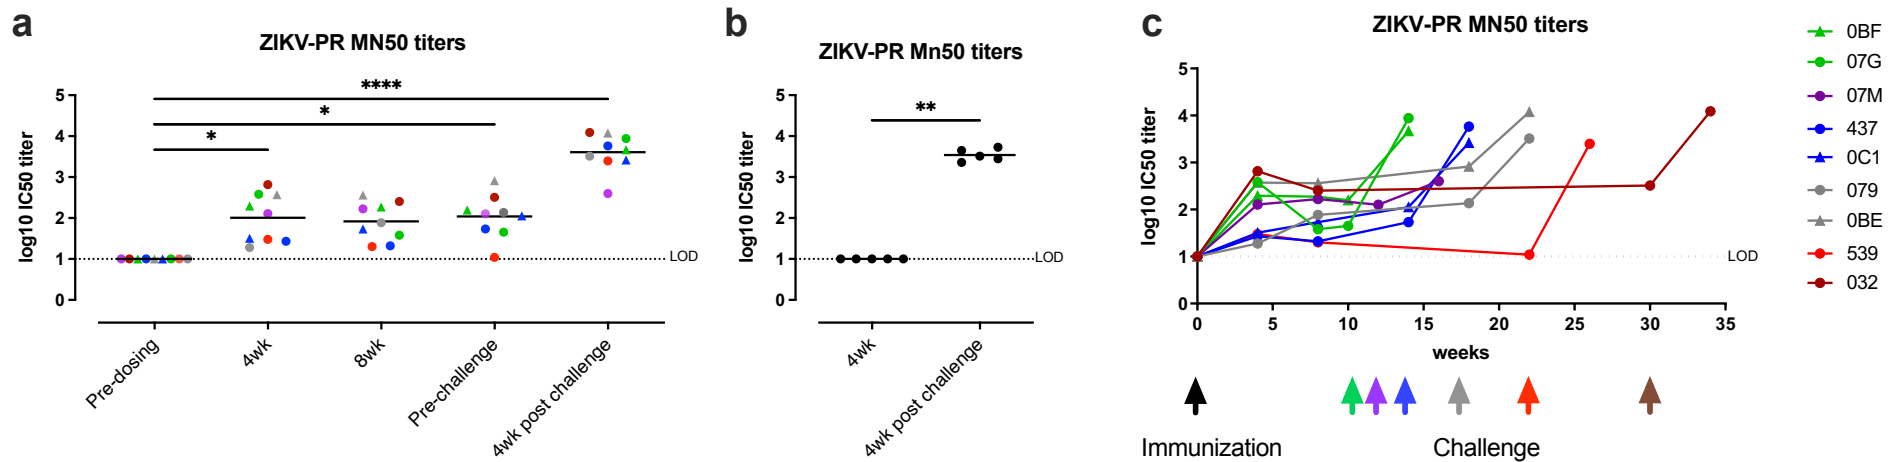 a
ZIKV-PR MN50 titers
log10 IC50 titer
5
4
3
2
1
0
****
*
*
LOD
Pre-dosing
4wk
8wk
Pre-challenge
4wk post challenge
b
ZIKV-PR Mn50 titers
log10 IC50 titer
5
4
3
2
1
0
**
LOD
4wk
4wk post challenge
c
ZIKV-PR MN50 titers
log10 IC50 titer
5
4
3
2
1
0
LOD
0 5 10 15 20 25 30 35
weeks
Immunization
Challenge
0BF
07G
07M
437
0C1
079
0BE
539
032